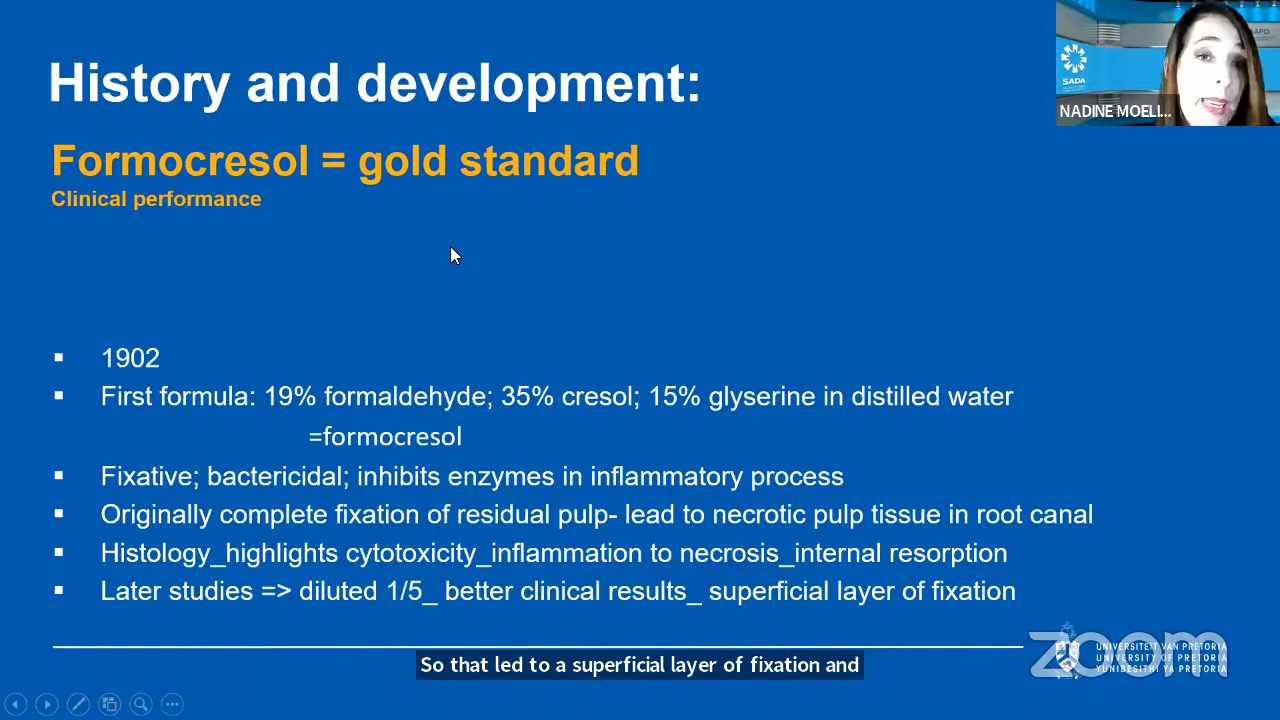 History and development:
Formocresol = gold standard
Clinical performance
SADA
NADINE MOELI...
1902
First formula: 19% formaldehyde; 35% cresol; 15% glyserine in distilled water
=formocresol
Fixative; bactericidal; inhibits enzymes in inflammatory process
Originally complete fixation of residual pulp- lead to necrotic pulp tissue in root canal
Histology_highlights cytotoxicity_inflammation to necrosis_internal resorption
Later studies => diluted 1/5_ better clinical results_ superficial layer of fixation
So that led to a superficial layer of fixation and
zoom
UNIVERSITEIT VAN PRETORIA
UNIVERSITY OF PRETORIA
YUNIBESITHI YA PRETORIA